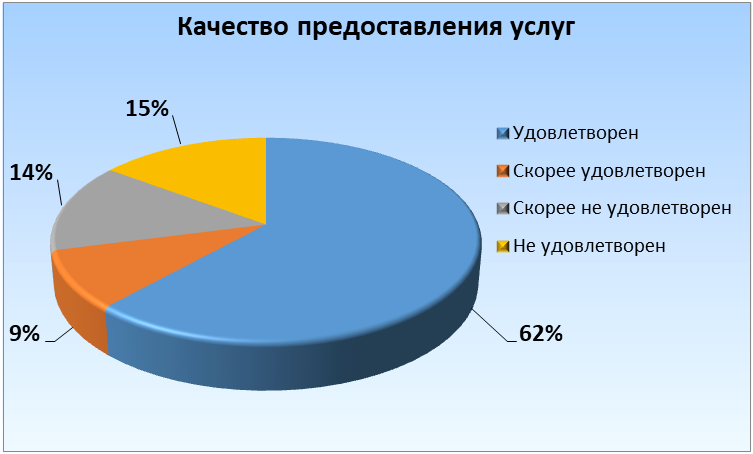 Качество предоставления услуг
15%
14%
9%
62%
Удовлетворен
Скорее удовлетворен
Скорее не удовлетворен
Не удовлетворен